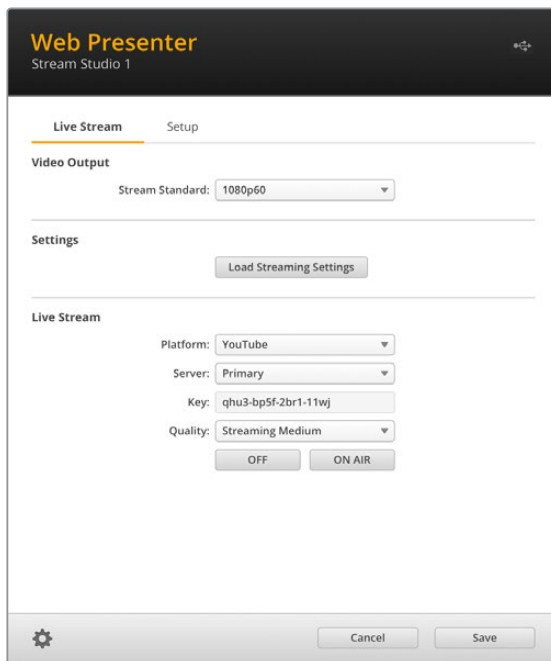 Web Presenter
Stream Studio 1
Live Stream Setup
Video Output
Stream Standard: 1080p60
Settings
Load Streaming Settings
Live Stream
Platform: YouTube
Server: Primary
Key: qhu3-bp5f-2br1-11wj
Quality: Streaming Medium
OFF ON AIR
Cancel Save